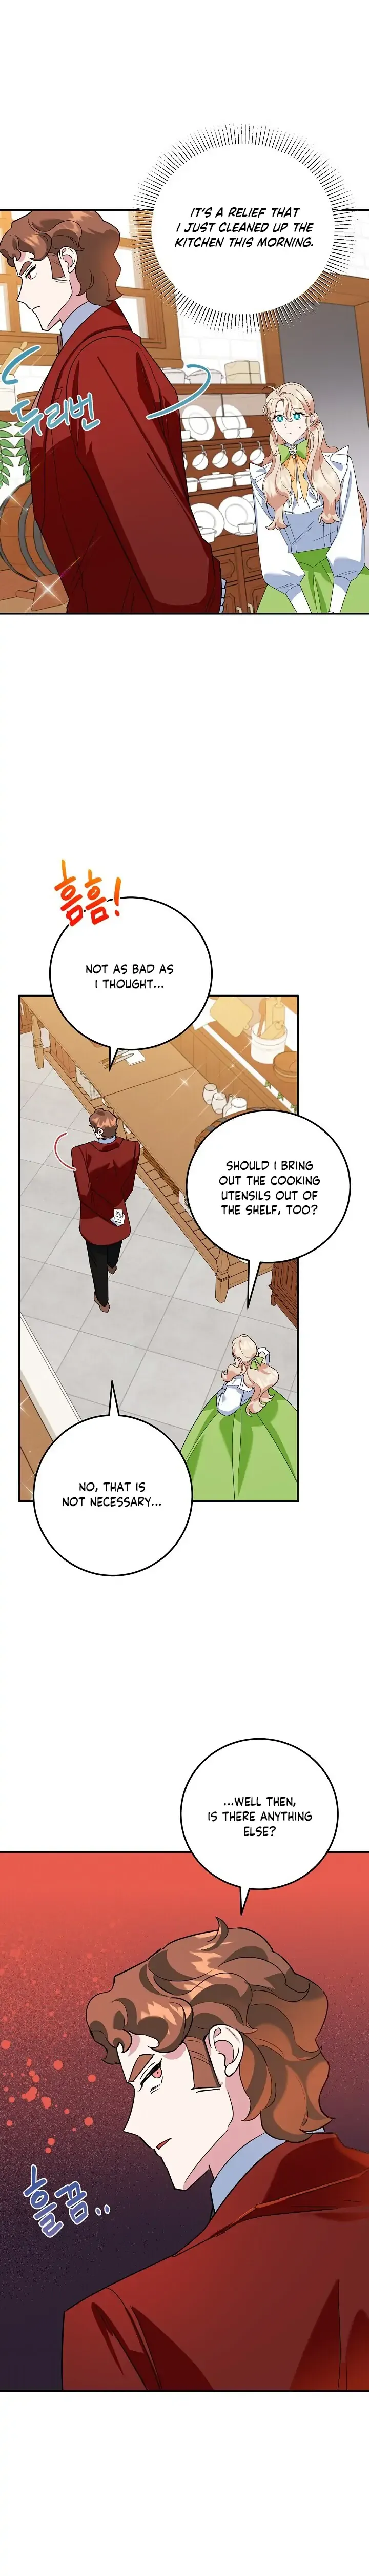 IT'S A RELIEF THAT
I JUST CLEANED UP THE
KITCHEN THIS MORNING.
두리번
흠흠!
NOT AS BAD AS
I THOUGHT...
SHOULD I BRING
OUT THE COOKING
UTENSILS OUT OF
THE SHELF, TOO?
NO, THAT IS
NOT NECESSARY...
...WELL THEN,
IS THERE ANYTHING
ELSE?
흘끔..